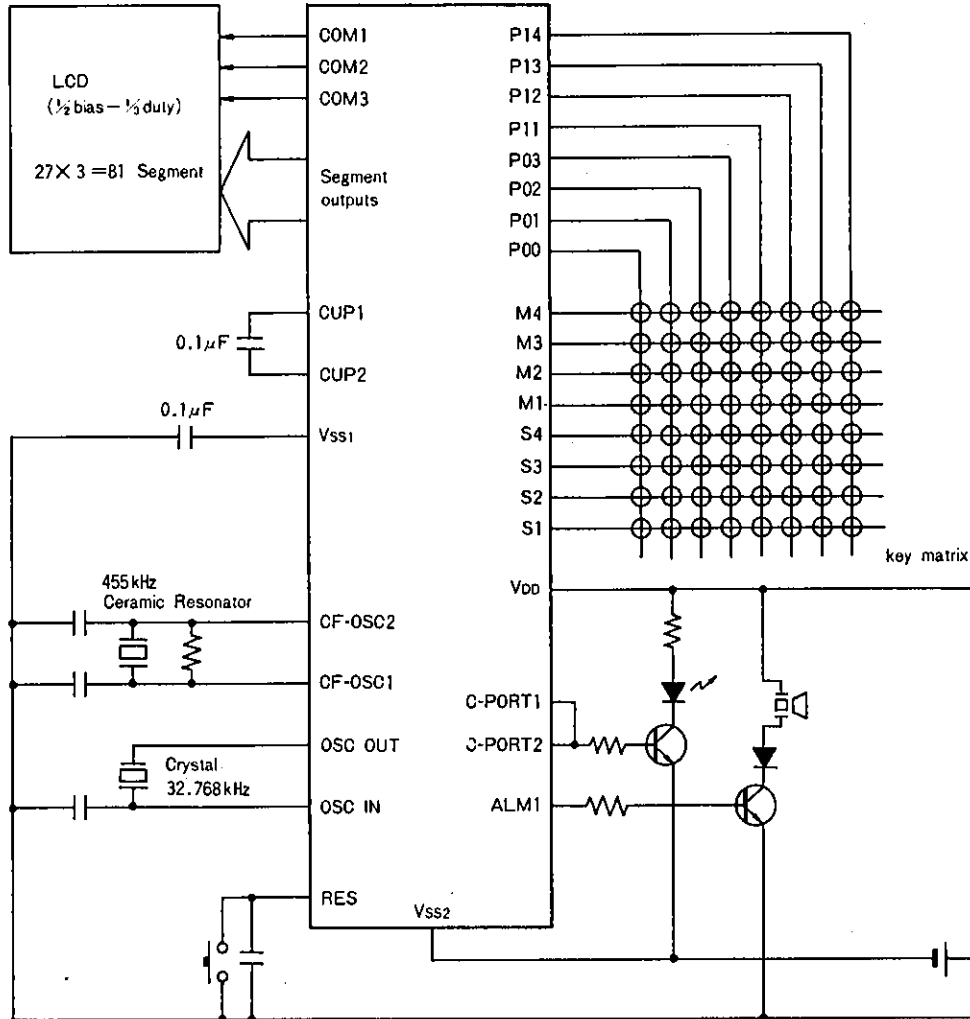 LCD
(½ bias − ⅓ duty)
27 × 3 = 81 Segment
COM1
COM2
COM3
Segment
outputs
CUP1
0.1μF
CUP2
0.1μF
VSS1
455kHz
Ceramic Resonator
CF-OSC2
CF-OSC1
OSC OUT
Crystal
32.768kHz
OSC IN
RES
VSS2
P14
P13
P12
P11
P03
P02
P01
P00
M4
M3
M2
M1
S4
S3
S2
S1
key matrix
VDD
C-PORT1
C-PORT2
ALM1